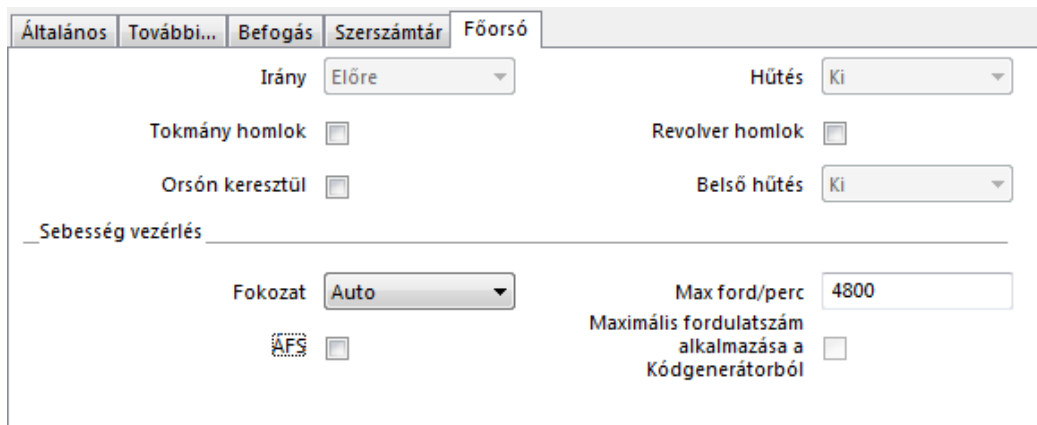 Általános További... Befogás Szerszámtár Főorsó
Irány Előre Hűtés Ki
Tokmány homlok Revolver homlok
Orsón keresztül Belső hűtés Ki
Sebesség vezérlés
Fokozat Auto Max ford/perc 4800
ÁFS Maximális fordulatszám
alkalmazása a
Kódgenerátorból